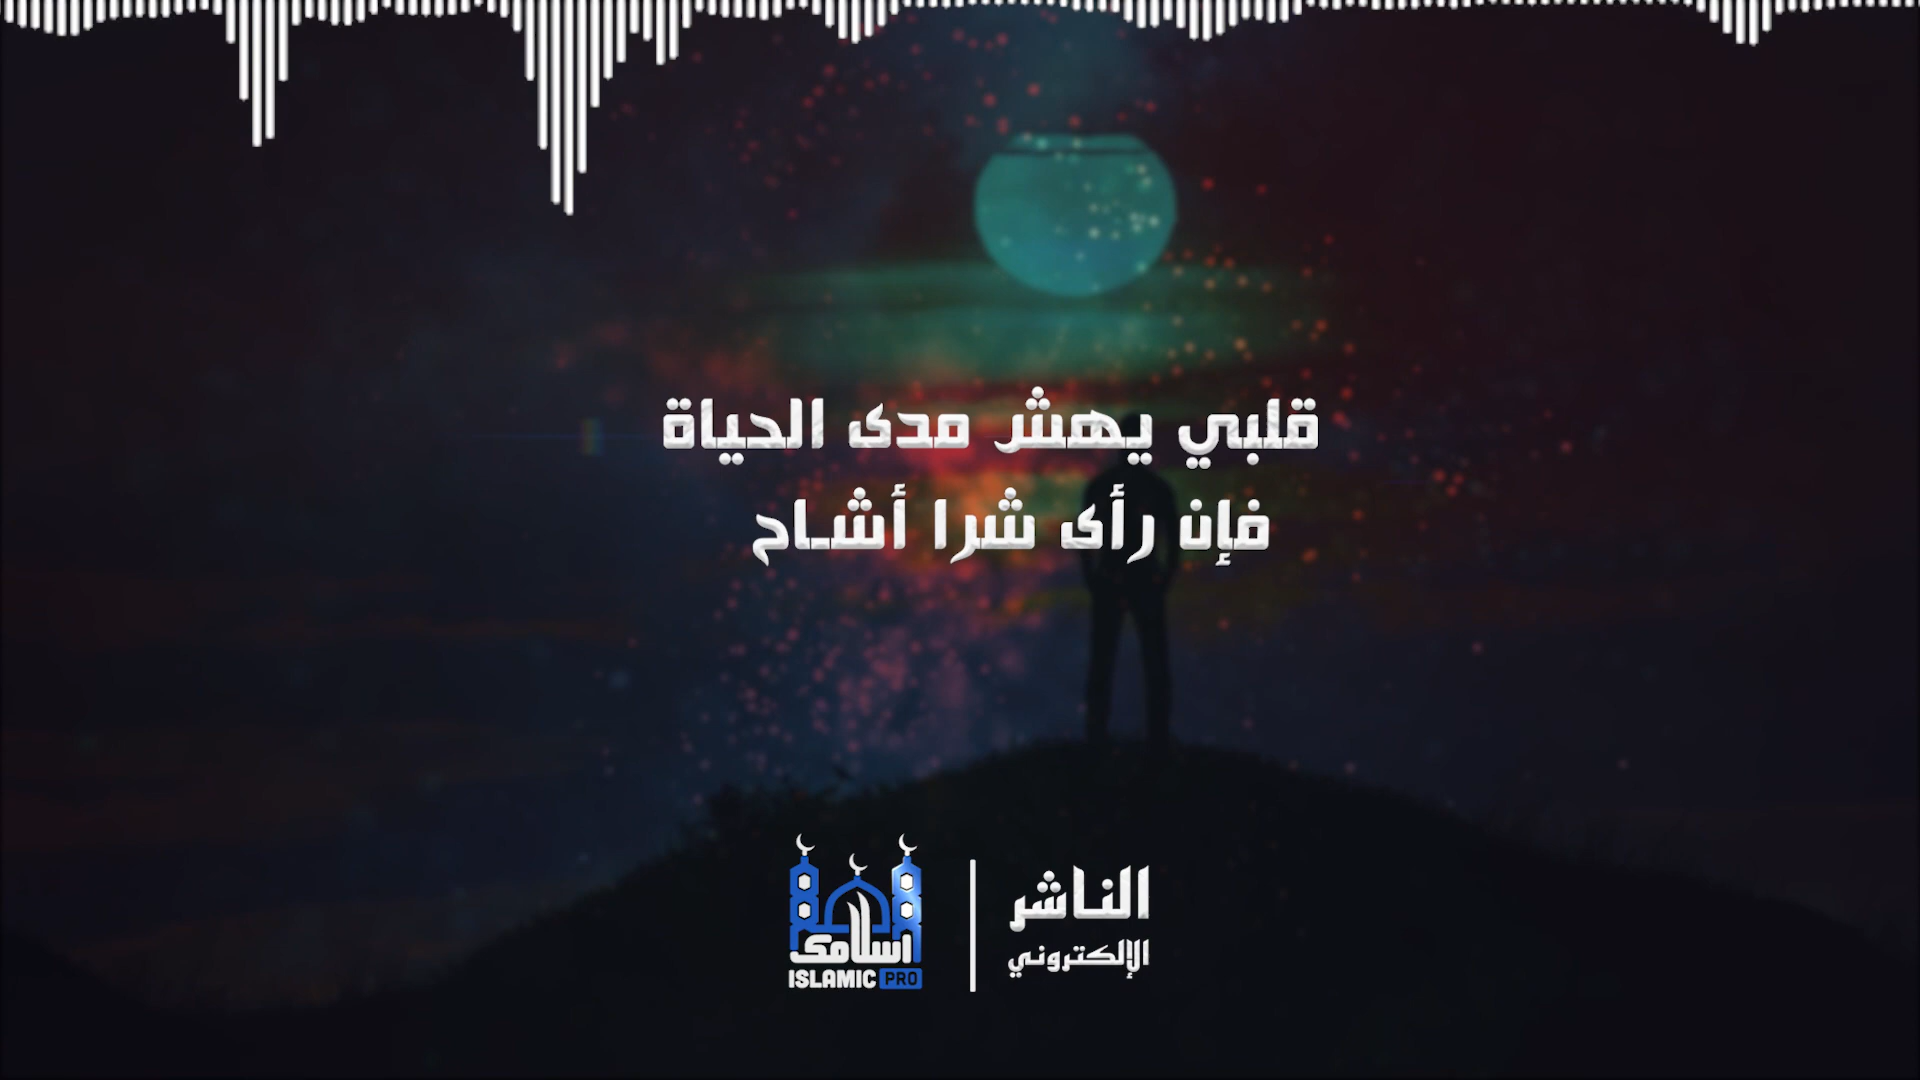 قلبي يهش مدى الحياة
فإن رأى شرا أشاح
الناشر
الإلكتروني
اسلامك
ISLAMIC PRO